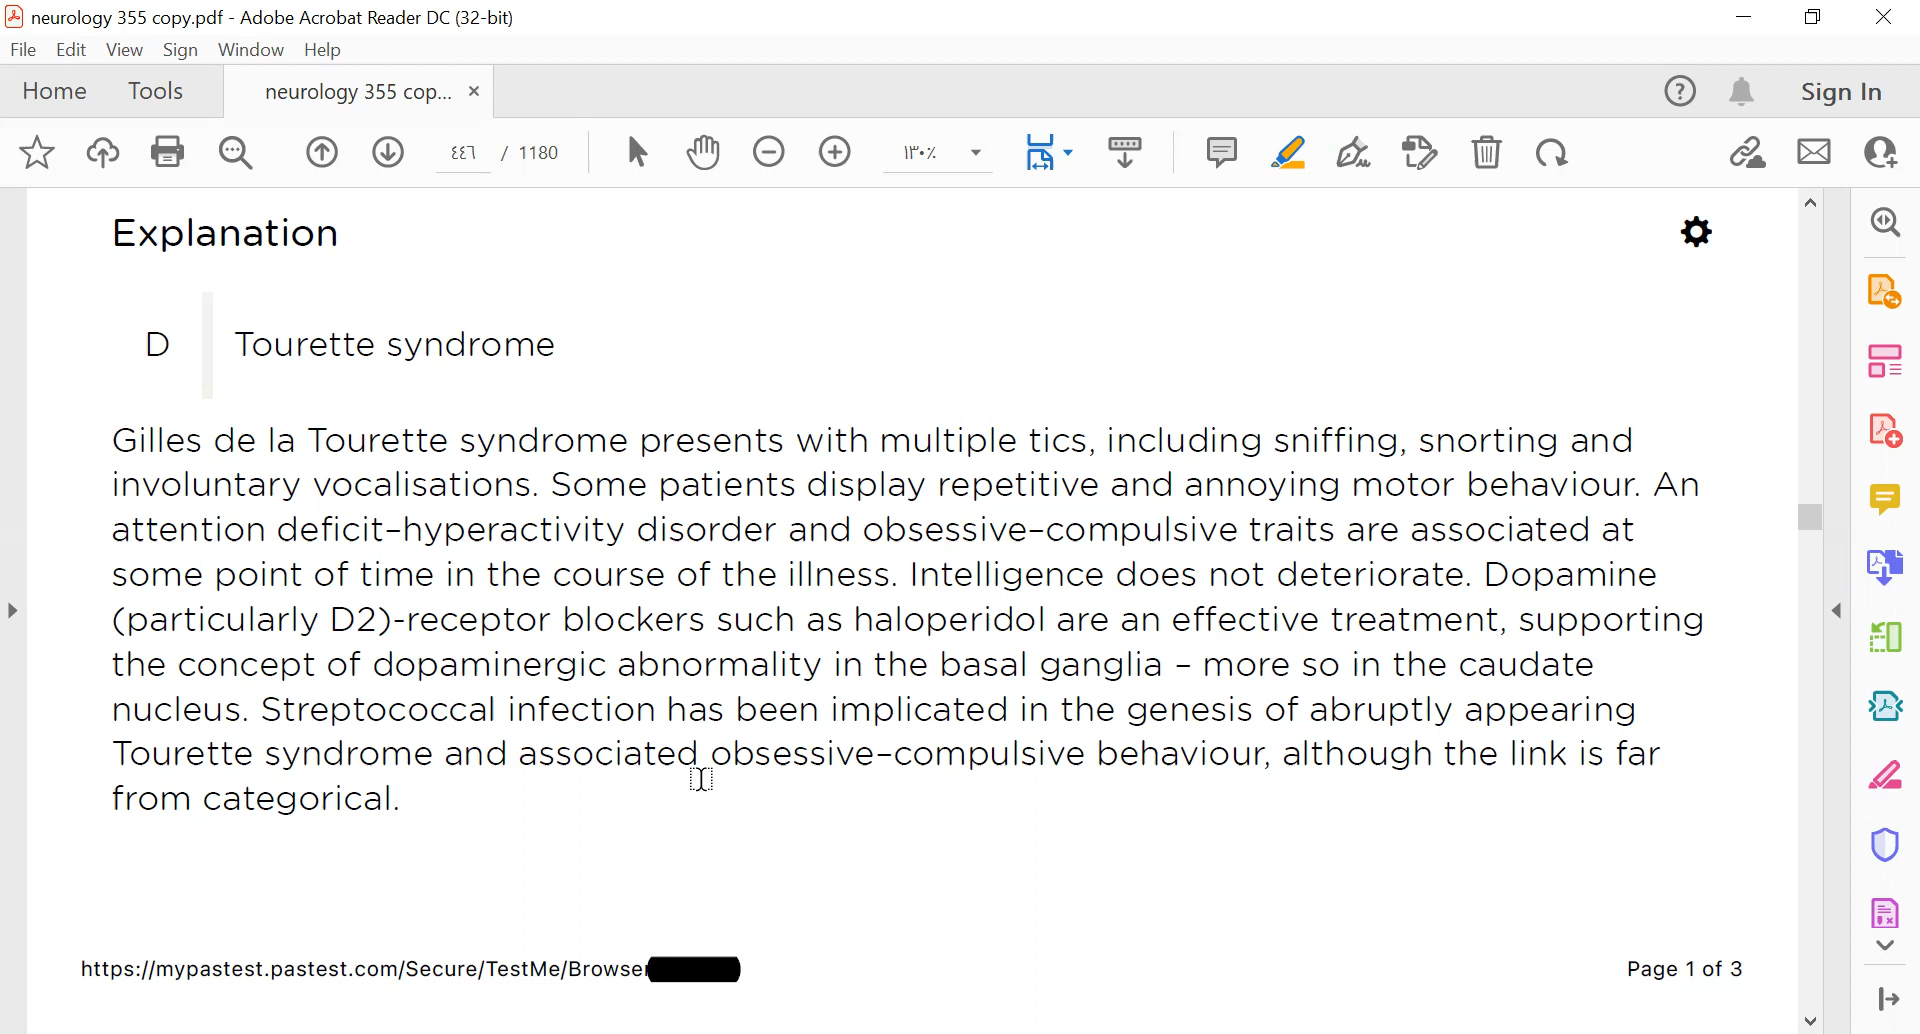 neurology 355 copy.pdf - Adobe Acrobat Reader DC (32-bit)
File Edit View Sign Window Help
Home Tools neurology 355 cop... × Sign In
٤٤٦ / 1180 ١٣٠٪
Explanation
D Tourette syndrome
Gilles de la Tourette syndrome presents with multiple tics, including sniffing, snorting and
involuntary vocalisations. Some patients display repetitive and annoying motor behaviour. An
attention deficit–hyperactivity disorder and obsessive–compulsive traits are associated at
some point of time in the course of the illness. Intelligence does not deteriorate. Dopamine
(particularly D2)-receptor blockers such as haloperidol are an effective treatment, supporting
the concept of dopaminergic abnormality in the basal ganglia – more so in the caudate
nucleus. Streptococcal infection has been implicated in the genesis of abruptly appearing
Tourette syndrome and associated obsessive–compulsive behaviour, although the link is far
from categorical.
https://mypastest.pastest.com/Secure/TestMe/Browser Page 1 of 3